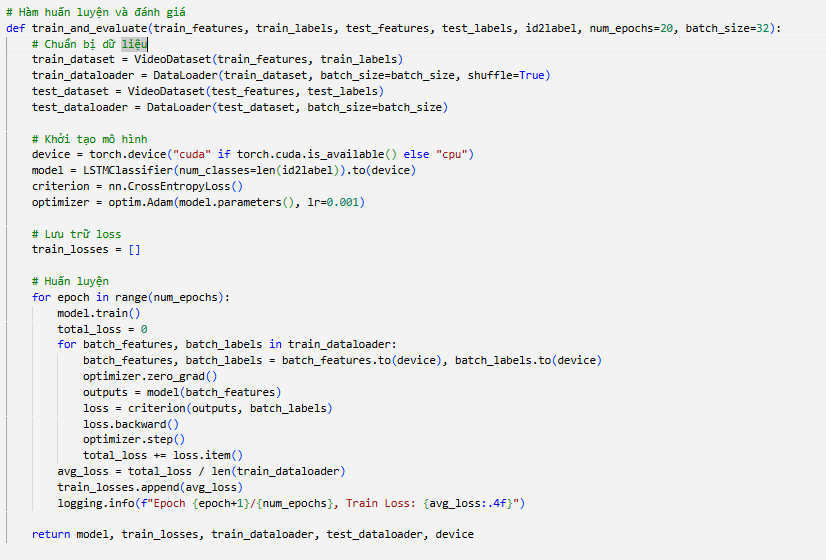 # Hàm huấn luyện và đánh giá
def train_and_evaluate(train_features, train_labels, test_features, test_labels, id2label, num_epochs=20, batch_size=32):
    # Chuẩn bị dữ liệu
    train_dataset = VideoDataset(train_features, train_labels)
    train_dataloader = DataLoader(train_dataset, batch_size=batch_size, shuffle=True)
    test_dataset = VideoDataset(test_features, test_labels)
    test_dataloader = DataLoader(test_dataset, batch_size=batch_size)

    # Khởi tạo mô hình
    device = torch.device("cuda" if torch.cuda.is_available() else "cpu")
    model = LSTMClassifier(num_classes=len(id2label)).to(device)
    criterion = nn.CrossEntropyLoss()
    optimizer = optim.Adam(model.parameters(), lr=0.001)

    # Lưu trữ loss
    train_losses = []

    # Huấn luyện
    for epoch in range(num_epochs):
        model.train()
        total_loss = 0
        for batch_features, batch_labels in train_dataloader:
            batch_features, batch_labels = batch_features.to(device), batch_labels.to(device)
            optimizer.zero_grad()
            outputs = model(batch_features)
            loss = criterion(outputs, batch_labels)
            loss.backward()
            optimizer.step()
            total_loss += loss.item()
        avg_loss = total_loss / len(train_dataloader)
        train_losses.append(avg_loss)
        logging.info(f"Epoch {epoch+1}/{num_epochs}, Train Loss: {avg_loss:.4f}")

    return model, train_losses, train_dataloader, test_dataloader, device